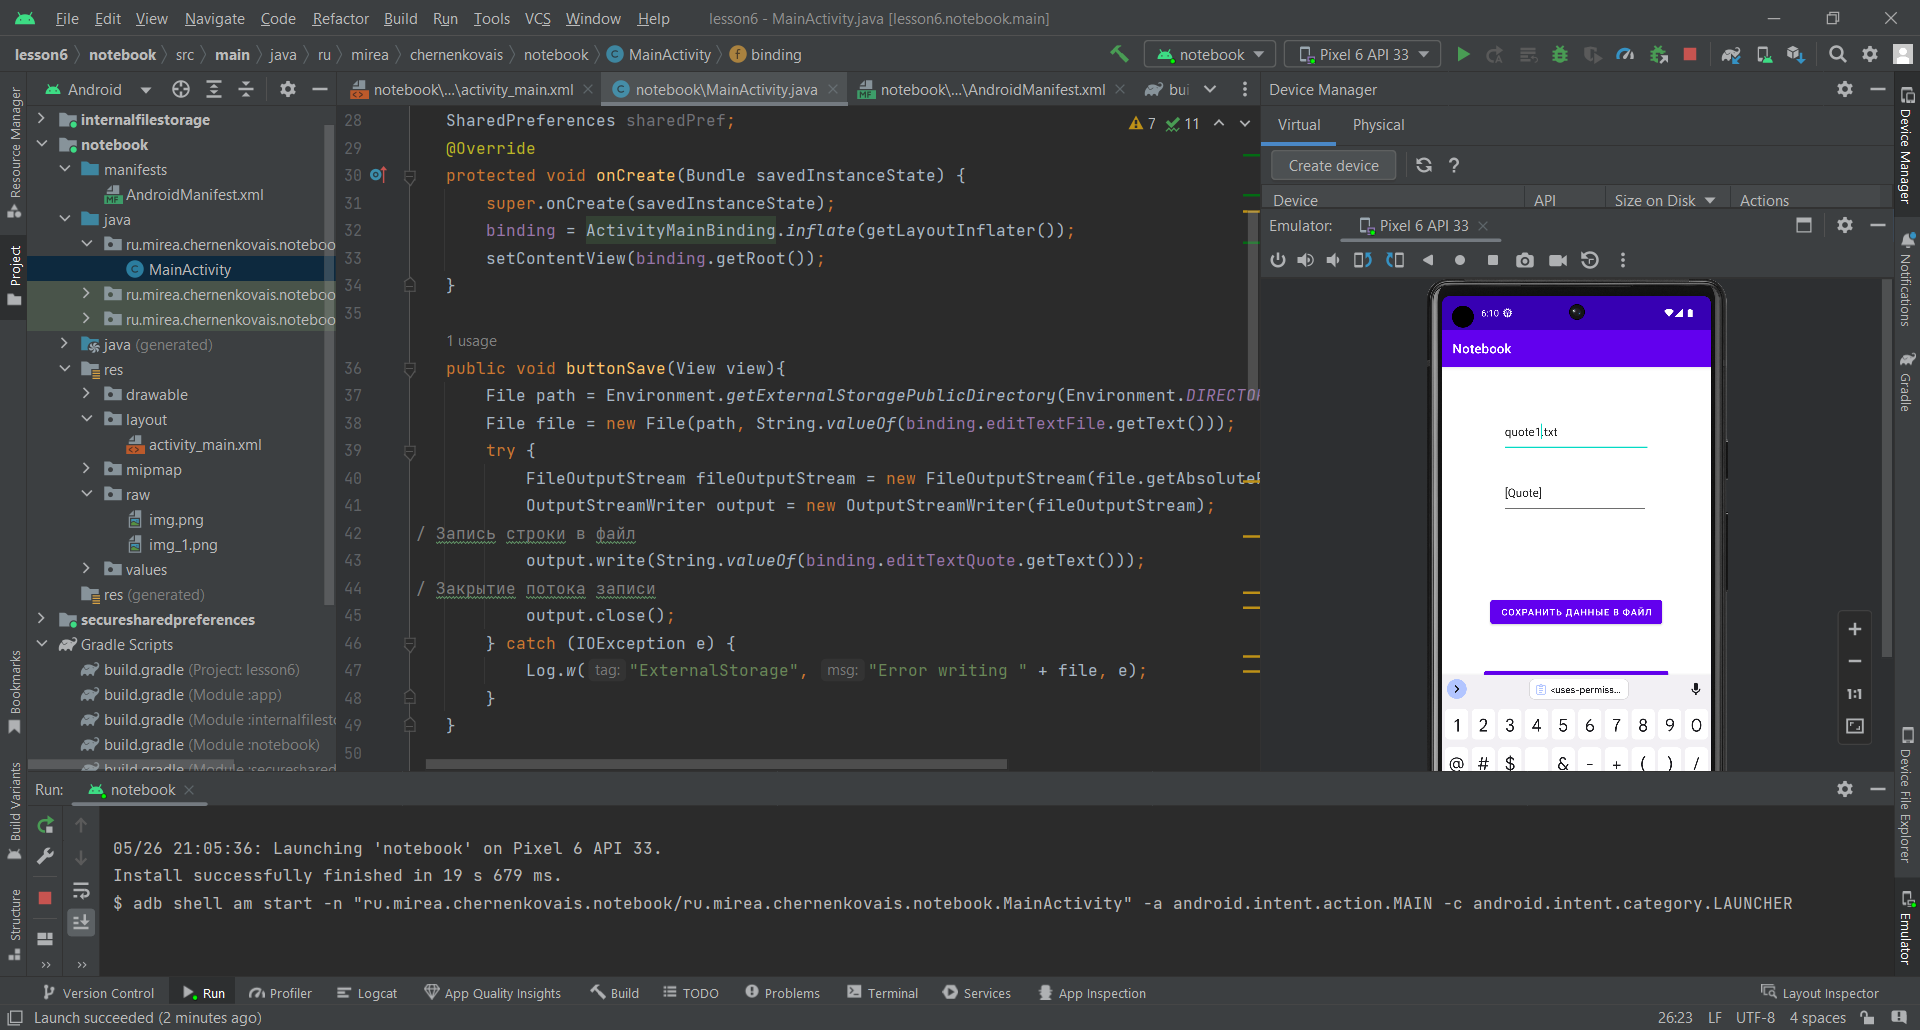 File Edit View Navigate Code Refactor Build Run Tools VCS Window Help lesson6 - MainActivity.java [lesson6.notebook.main]
lesson6 notebook src main java ru mirea chernenkovais notebook MainActivity binding notebook Pixel 6 API 33
Android
notebook\...\activity_main.xml notebook\MainActivity.java notebook\...\AndroidManifest.xml bui
Resource Manager
Project
Bookmarks
Build Variants
Structure
internalfilestorage
notebook
manifests
AndroidManifest.xml
java
ru.mirea.chernenkovais.noteboo
MainActivity
ru.mirea.chernenkovais.noteboo
ru.mirea.chernenkovais.noteboo
java (generated)
res
drawable
layout
activity_main.xml
mipmap
raw
img.png
img_1.png
values
res (generated)
securesharedpreferences
Gradle Scripts
build.gradle (Project: lesson6)
build.gradle (Module :app)
build.gradle (Module :internalfilest
build.gradle (Module :notebook)
build.gradle (Module :secureshared
7 11
28 SharedPreferences sharedPref;
29 @Override
30 protected void onCreate(Bundle savedInstanceState) {
31 super.onCreate(savedInstanceState);
32 binding = ActivityMainBinding.inflate(getLayoutInflater());
33 setContentView(binding.getRoot());
34 }
35
1 usage
36 public void buttonSave(View view){
37 File path = Environment.getExternalStoragePublicDirectory(Environment.DIRECTOR
38 File file = new File(path, String.valueOf(binding.editTextFile.getText()));
39 try {
40 FileOutputStream fileOutputStream = new FileOutputStream(file.getAbsoluteP
41 OutputStreamWriter output = new OutputStreamWriter(fileOutputStream);
42 / Запись строки в файл
43 output.write(String.valueOf(binding.editTextQuote.getText()));
44 / Закрытие потока записи
45 output.close();
46 } catch (IOException e) {
47 Log.w( tag: "ExternalStorage", msg: "Error writing " + file, e);
48 }
49 }
50
Device Manager
Virtual Physical
Create device ?
Device API Size on Disk Actions
Emulator: Pixel 6 API 33
6:10
Notebook
quote1.txt
[Quote]
СОХРАНИТЬ ДАННЫЕ В ФАЙЛ
<uses-permiss...
1 2 3 4 5 6 7 8 9 0
@ # $ & - + ( ) /
1:1
Device Manager
Notifications
Gradle
Device File Explorer
Emulator
Run: notebook
05/26 21:05:36: Launching 'notebook' on Pixel 6 API 33.
Install successfully finished in 19 s 679 ms.
$ adb shell am start -n "ru.mirea.chernenkovais.notebook/ru.mirea.chernenkovais.notebook.MainActivity" -a android.intent.action.MAIN -c android.intent.category.LAUNCHER
Version Control Run Profiler Logcat App Quality Insights Build TODO Problems Terminal Services App Inspection Layout Inspector
Launch succeeded (2 minutes ago) 26:23 LF UTF-8 4 spaces